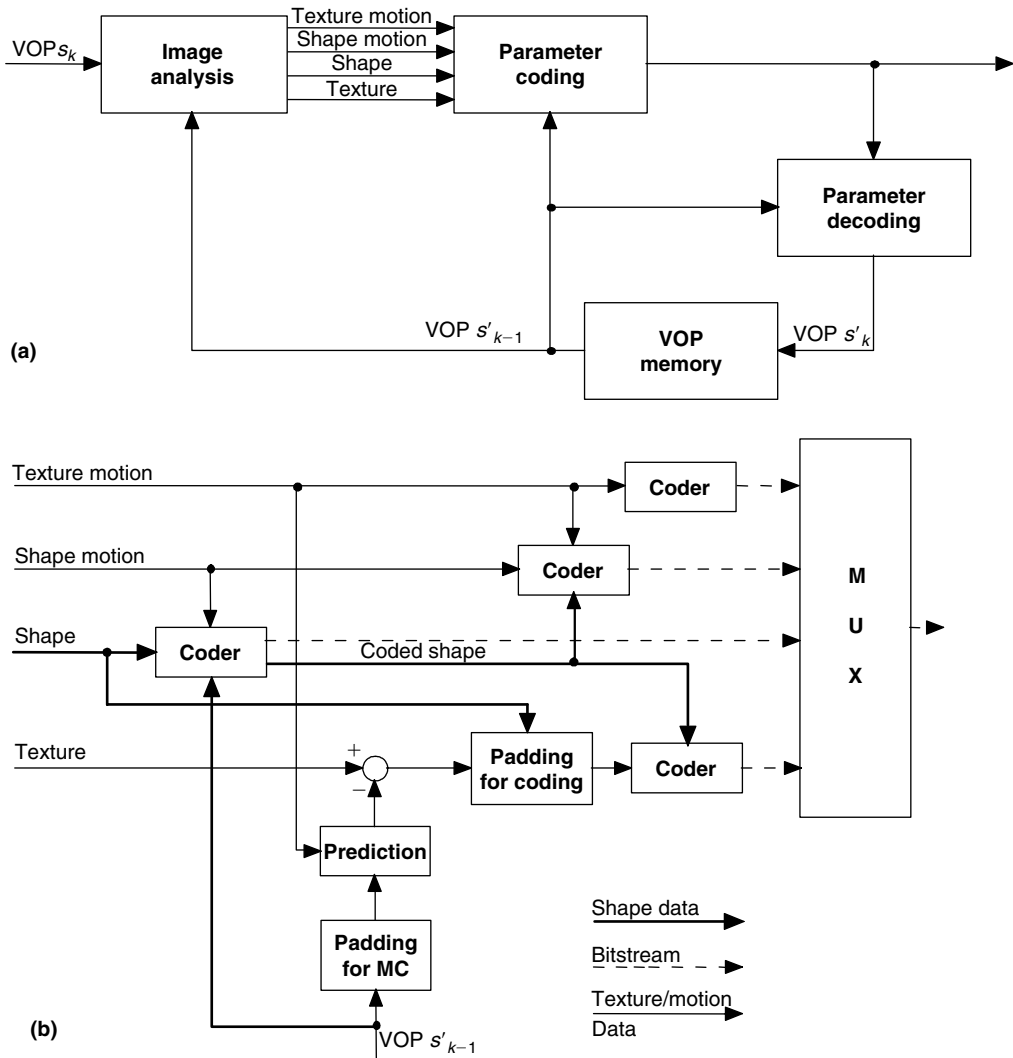 Texture motion
Shape motion
Shape
Texture
VOP sₖ
Image
analysis
Parameter
coding
Parameter
decoding
VOP s'ₖ₋₁
VOP
memory
VOP s'ₖ
(a)
Texture motion
Coder
Shape motion
Coder
Shape
Coder
Coded shape
M
U
X
Texture
+
−
Padding
for coding
Coder
Prediction
Padding
for MC
VOP s'ₖ₋₁
Shape data
Bitstream
Texture/motion
Data
(b)